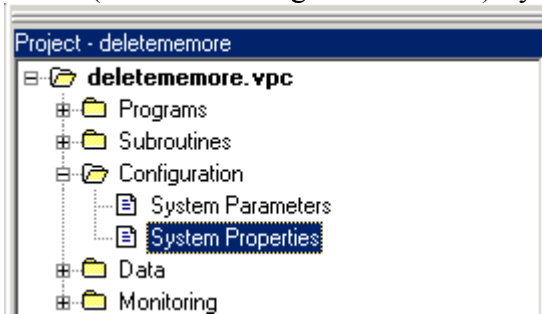 Project - deletememore
deletememore.vpc
Programs
Subroutines
Configuration
System Parameters
System Properties
Data
Monitoring